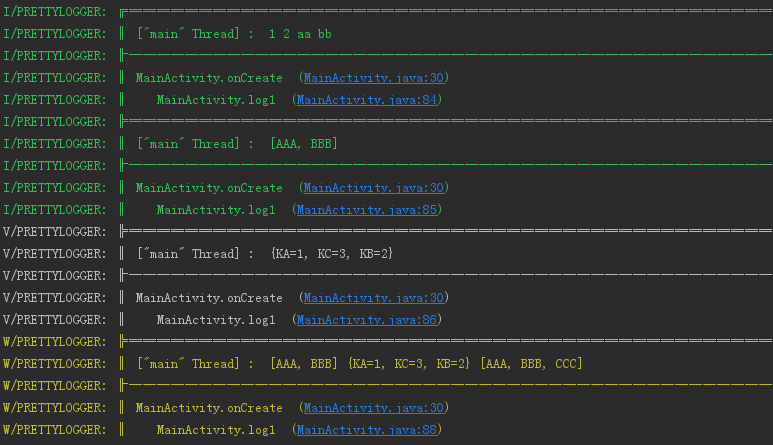 I/PRETTYLOGGER: ╔════════════════════════════════════════
I/PRETTYLOGGER: ║ ["main" Thread] :  1 2 aa bb
I/PRETTYLOGGER: ╟────────────────────────────────────────
I/PRETTYLOGGER: ║ MainActivity.onCreate  (MainActivity.java:30)
I/PRETTYLOGGER: ║    MainActivity.log1  (MainActivity.java:84)
I/PRETTYLOGGER: ╠════════════════════════════════════════
I/PRETTYLOGGER: ║ ["main" Thread] :  [AAA, BBB]
I/PRETTYLOGGER: ╟────────────────────────────────────────
I/PRETTYLOGGER: ║ MainActivity.onCreate  (MainActivity.java:30)
I/PRETTYLOGGER: ║    MainActivity.log1  (MainActivity.java:85)
V/PRETTYLOGGER: ╠════════════════════════════════════════
V/PRETTYLOGGER: ║ ["main" Thread] :  {KA=1, KC=3, KB=2}
V/PRETTYLOGGER: ╟────────────────────────────────────────
V/PRETTYLOGGER: ║ MainActivity.onCreate  (MainActivity.java:30)
V/PRETTYLOGGER: ║    MainActivity.log1  (MainActivity.java:86)
W/PRETTYLOGGER: ╠════════════════════════════════════════
W/PRETTYLOGGER: ║ ["main" Thread] :  [AAA, BBB] {KA=1, KC=3, KB=2} [AAA, BBB, CCC]
W/PRETTYLOGGER: ╟────────────────────────────────────────
W/PRETTYLOGGER: ║ MainActivity.onCreate  (MainActivity.java:30)
W/PRETTYLOGGER: ║    MainActivity.log1  (MainActivity.java:88)